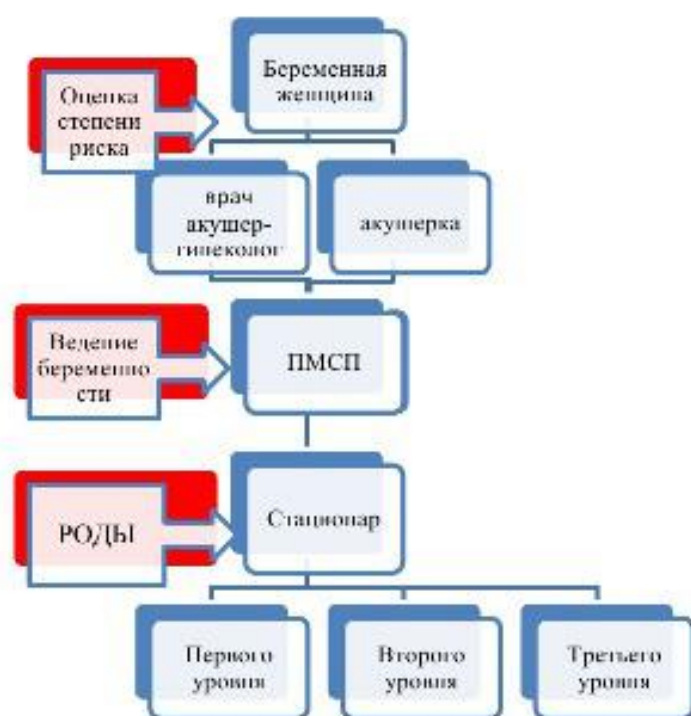 Беременная
женщина
Оценка
степени
риска
врач
акушер-
гинеколог
акушерка
Ведение
беременно
сти
ПМСП
РОДЫ
Стационар
Первого
уровня
Второго
уровня
Третьего
уровня